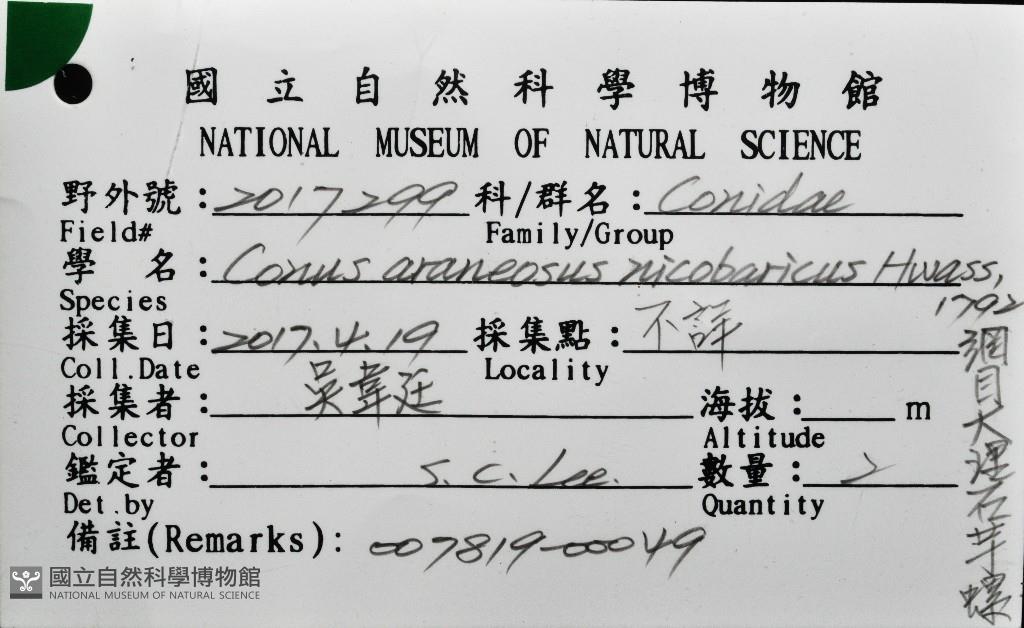 國立自然科學博物館
NATIONAL MUSEUM OF NATURAL SCIENCE
野外號：2017299 科/群名：Conidae
Field# Family/Group
學 名：Conus araneosus nicobaricus Hwass, 1792
Species
採集日：2017.4.19 採集點：不詳
Coll.Date Locality
採集者：吳韋廷 海拔： m
Collector Altitude
鑑定者：S. C. Lee. 數量：2
Det.by Quantity
備註(Remarks)：007819-00049
網目大理石芋螺
國立自然科學博物館
NATIONAL MUSEUM OF NATURAL SCIENCE